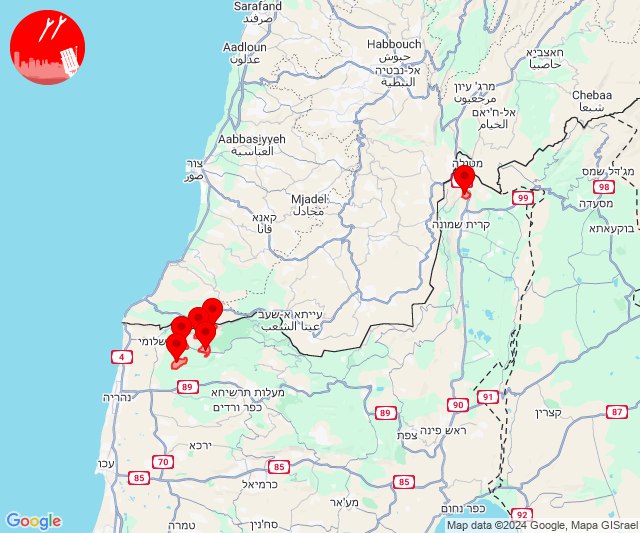 Sarafand
صرفند
Aadloun
عدلون
Habbouch
حبوش
אל-נבטיה
النبطية
חאצביא
حاصبيا
מרג' עיון
مرجعيون
Chebaa
شبعا
אל-ח'יאם
الخيام
Aabbasiyyeh
العباسية
צור
صور
מטולה
מג'דל שמס
98
99
מסעדה
Mjadel
مجادل
קאנא
قانا
קרית שמונה
בוקעאתא
עייתא א-שעב
عيتا الشعب
שלומי
4
89
נהריה
מעלות תרשיחא
כפר ורדים
91
90
87
89
קצרין
ראש פינה
צפת
ירכא
עכו
70
85
85
85
כרמיאל
מע'אר
כפר נחום
סח'נין
טמרה
92
Google
Map data ©2024 Google, Mapa GISrael